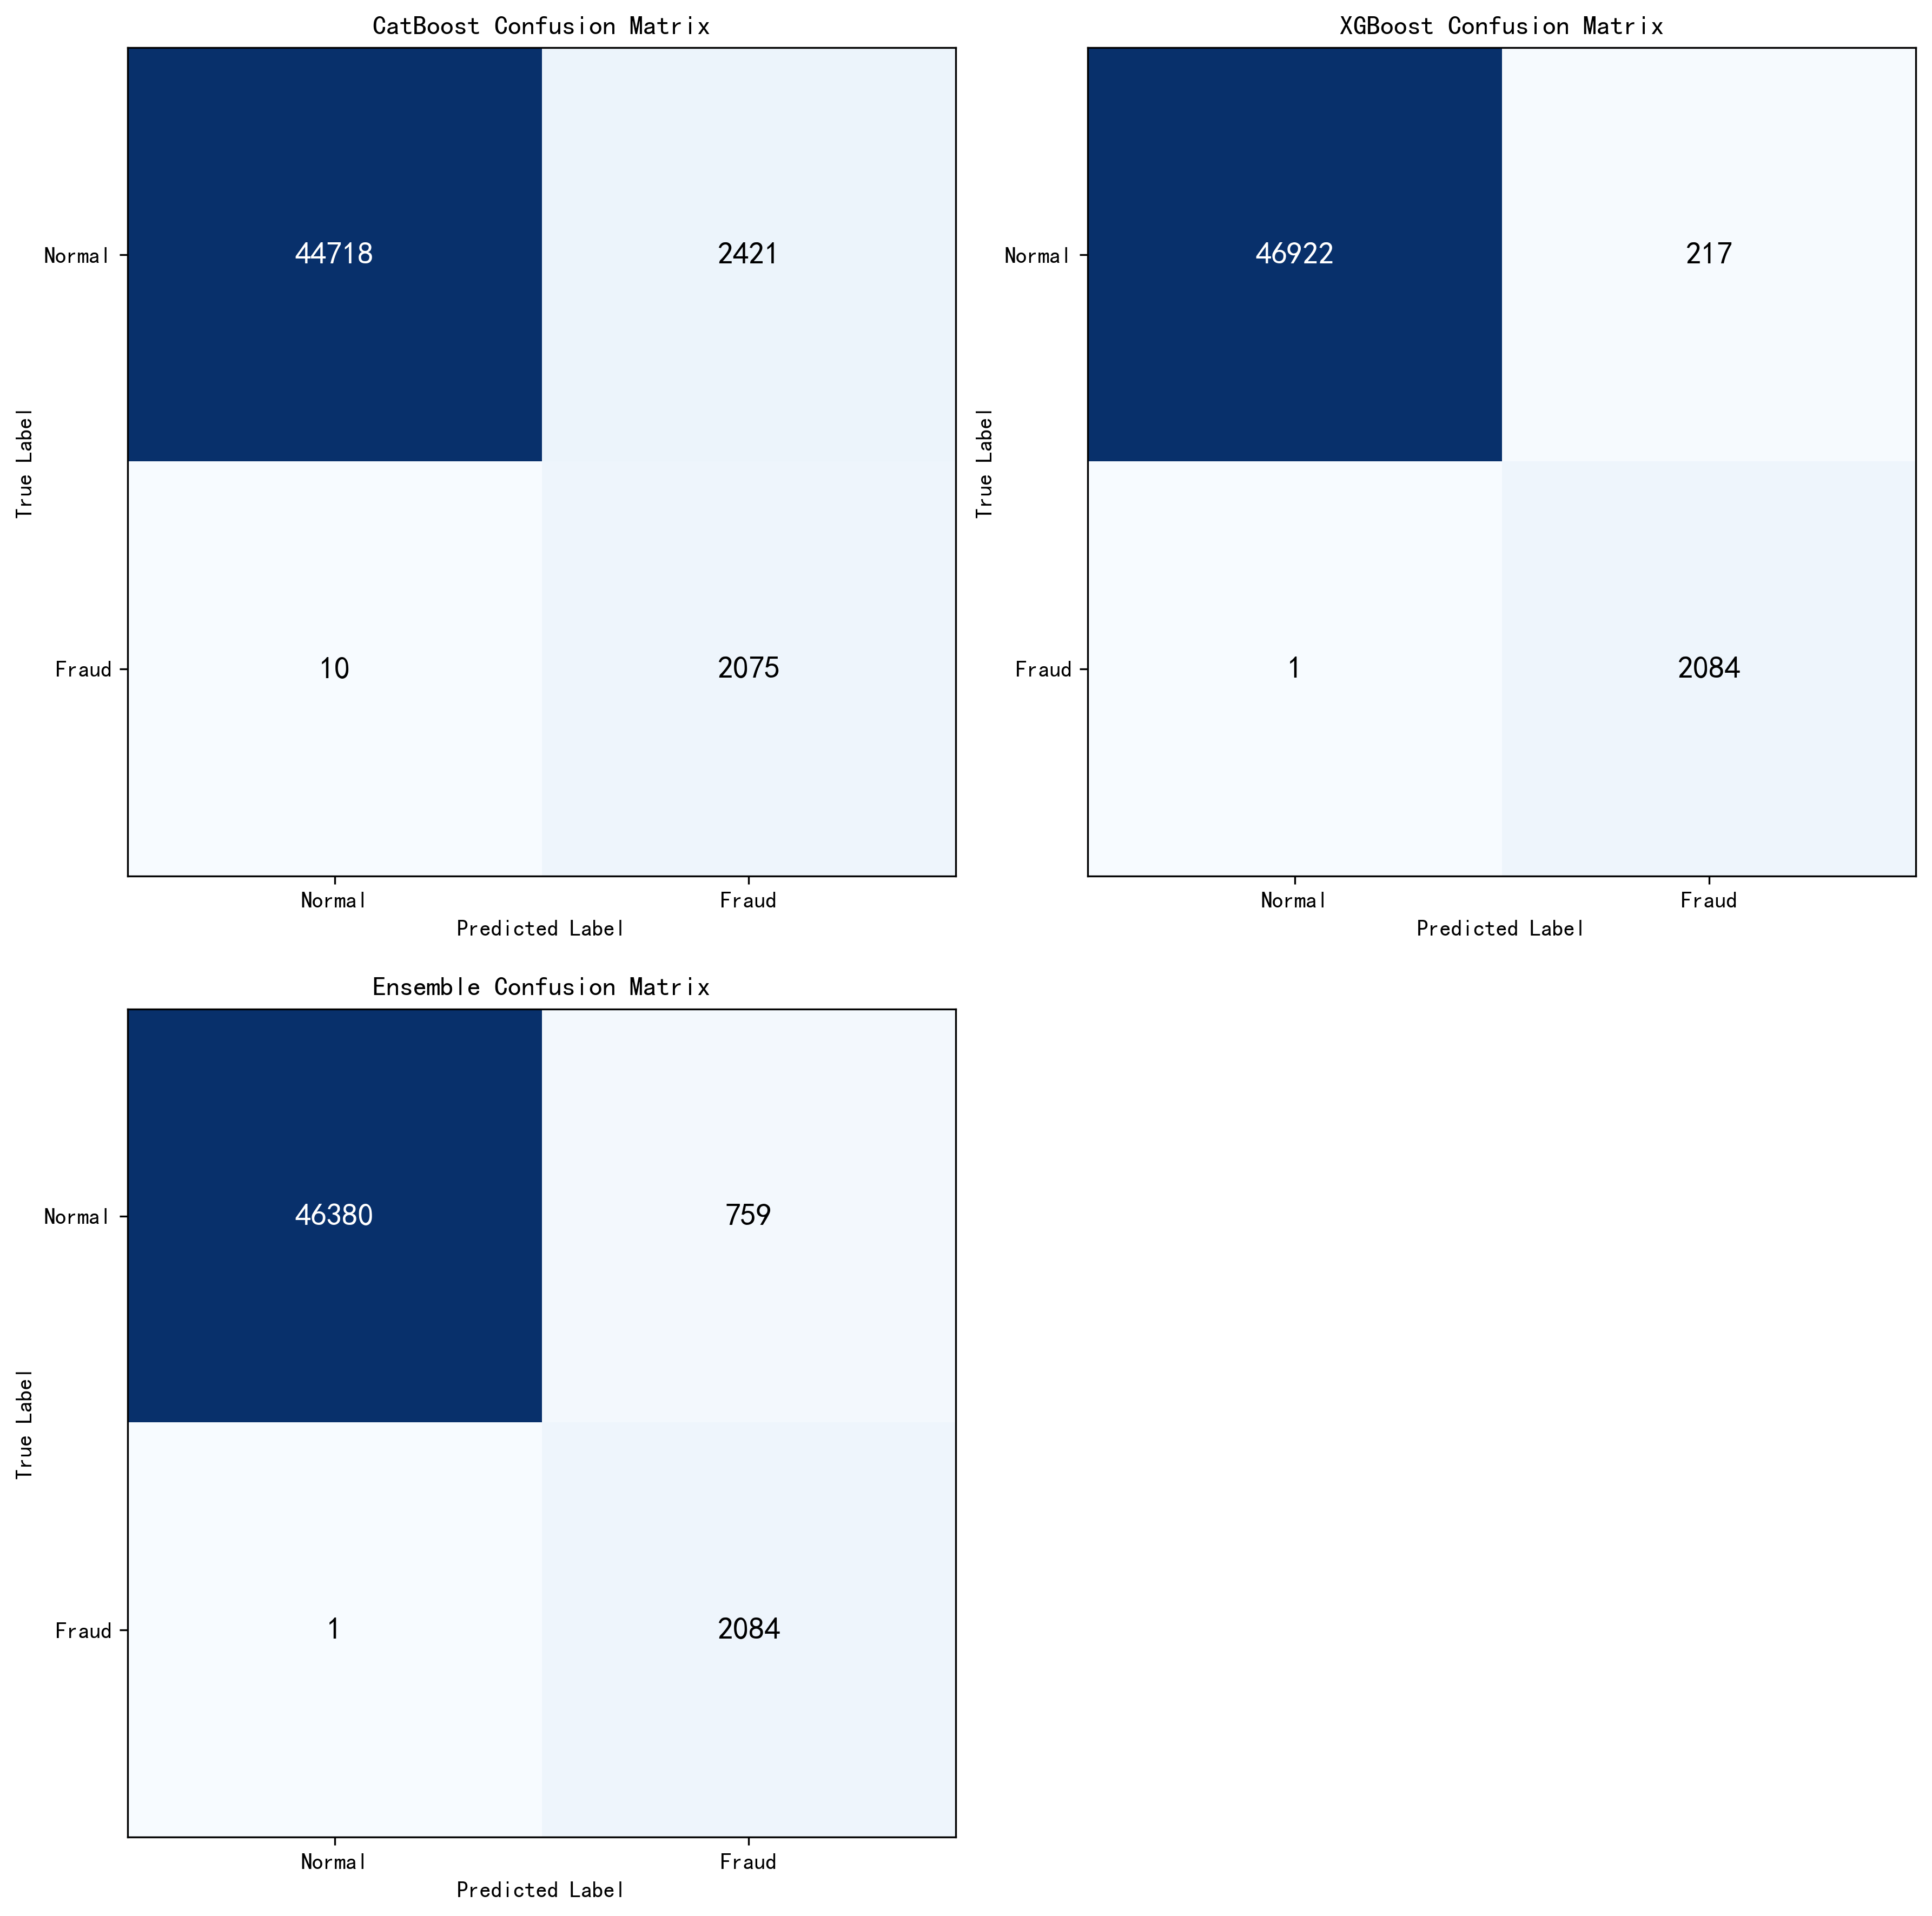 CatBoost Confusion Matrix
True Label
Normal
44718
2421
Fraud
10
2075
Normal
Fraud
Predicted Label
XGBoost Confusion Matrix
True Label
Normal
46922
217
Fraud
1
2084
Normal
Fraud
Predicted Label
Ensemble Confusion Matrix
True Label
Normal
46380
759
Fraud
1
2084
Normal
Fraud
Predicted Label